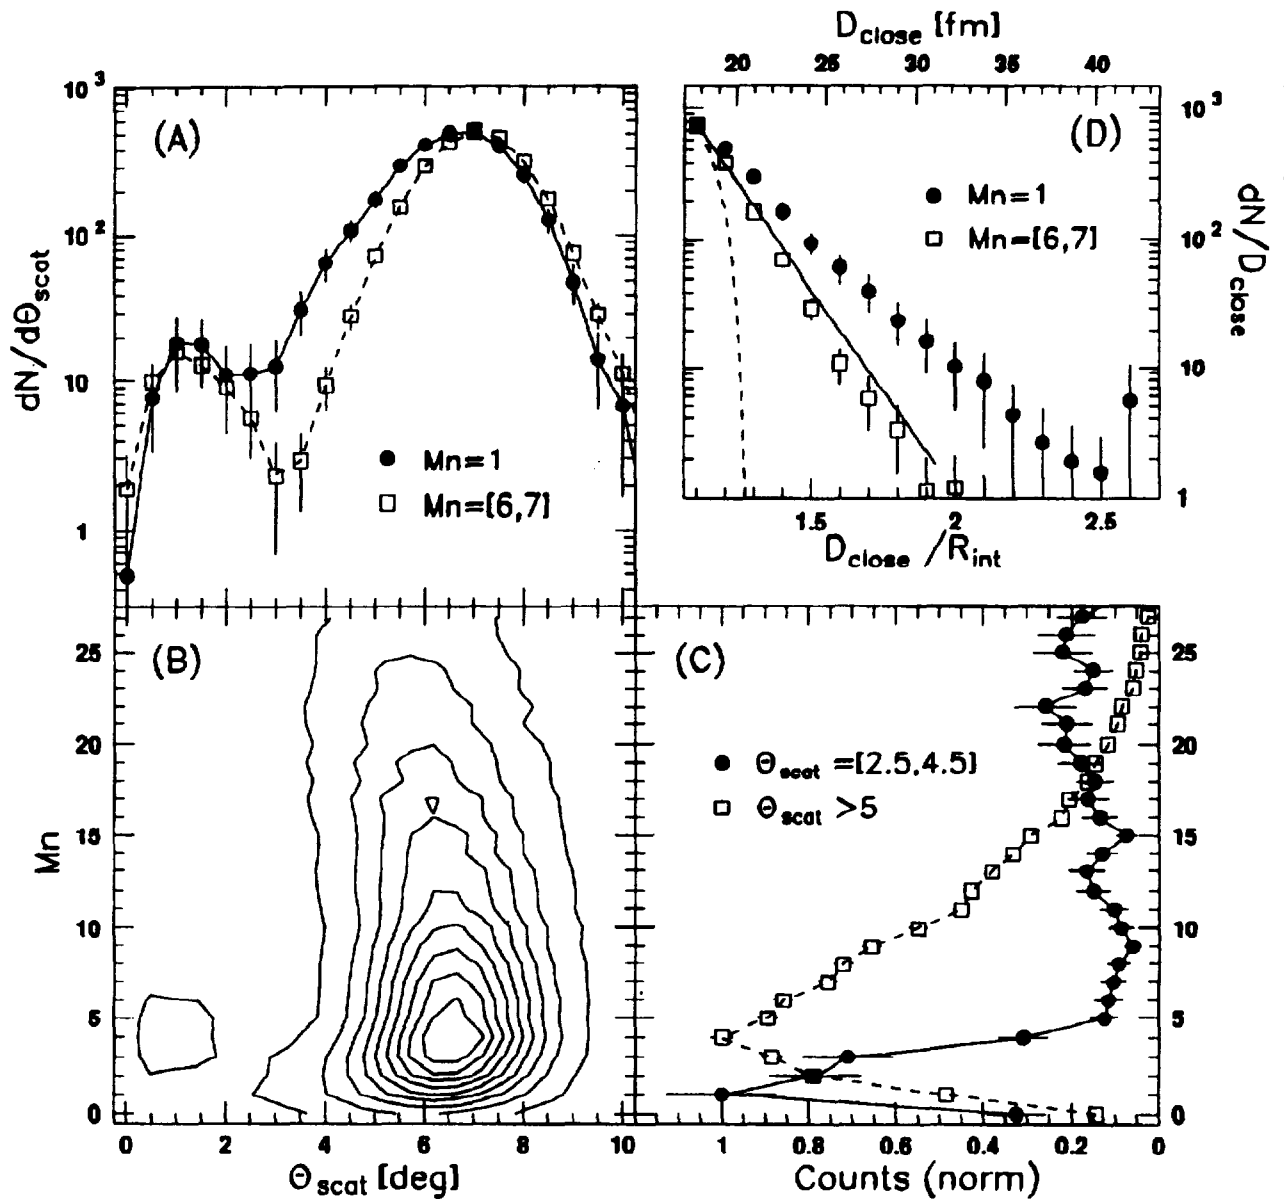 D_close [fm]
20 25 30 35 40
10^3
(A)
(D)
10^3
10^2
10
1
dN/dΘ_scat
Mn=1
Mn=[6,7]
Mn=1
Mn=[6,7]
10^2
10
1
dN/D_close
1.5 2 2.5
D_close /R_int
(B)
(C)
25
20
15
10
5
0
Mn
Θ_scat =[2.5,4.5]
Θ_scat >5
25
20
15
10
5
0
0 2 4 6 8 10
1 0.8 0.6 0.4 0.2 0
Θ_scat [deg]
Counts (norm)